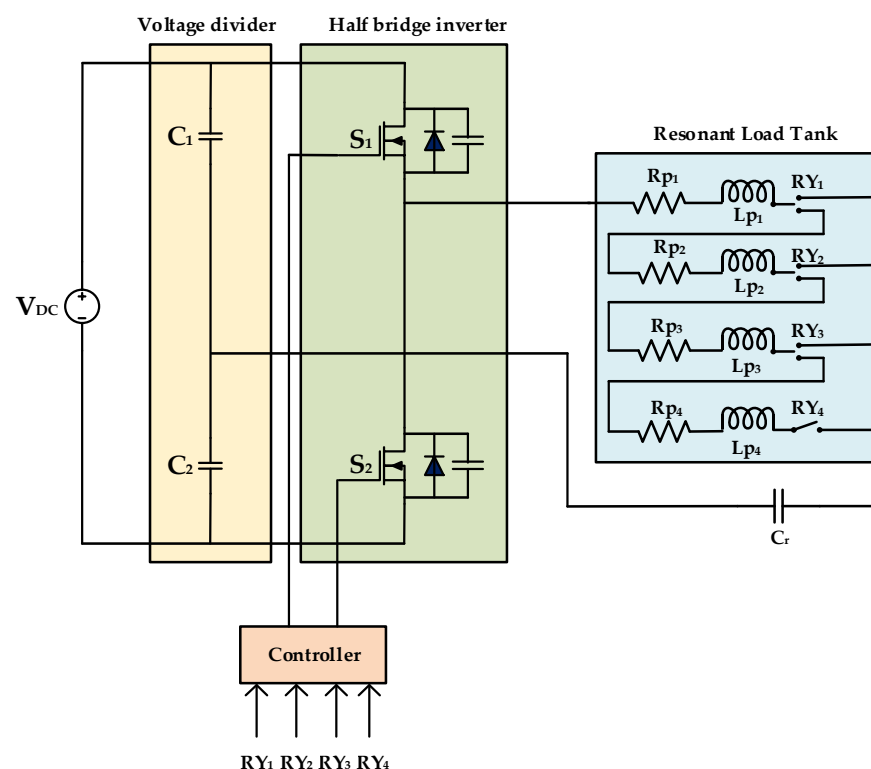 Voltage divider
Half bridge inverter
C₁
S₁
Resonant Load Tank
Rp₁
RY₁
Lp₁
Rp₂
RY₂
Lp₂
V_DC
Rp₃
RY₃
Lp₃
Rp₄
RY₄
Lp₄
C₂
S₂
Cᵣ
Controller
RY₁ RY₂ RY₃ RY₄